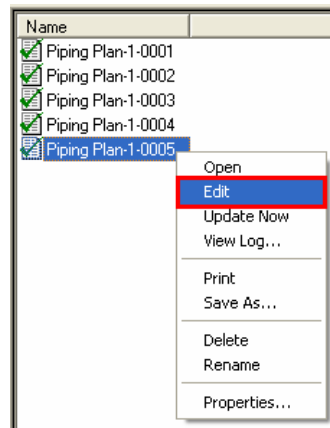 Name
Piping Plan-1-0001
Piping Plan-1-0002
Piping Plan-1-0003
Piping Plan-1-0004
Piping Plan-1-0005
Open
Edit
Update Now
View Log...
Print
Save As...
Delete
Rename
Properties...